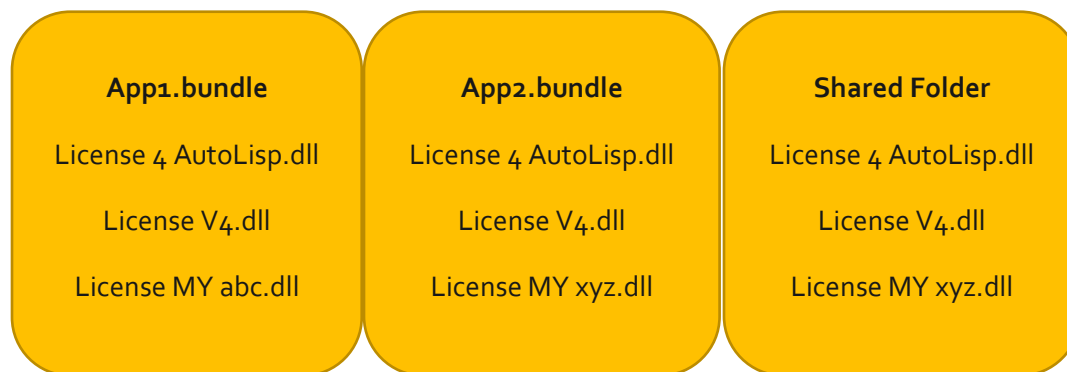 App1.bundle
License 4 AutoLisp.dll
License V4.dll
License MY abc.dll
App2.bundle
License 4 AutoLisp.dll
License V4.dll
License MY xyz.dll
Shared Folder
License 4 AutoLisp.dll
License V4.dll
License MY xyz.dll